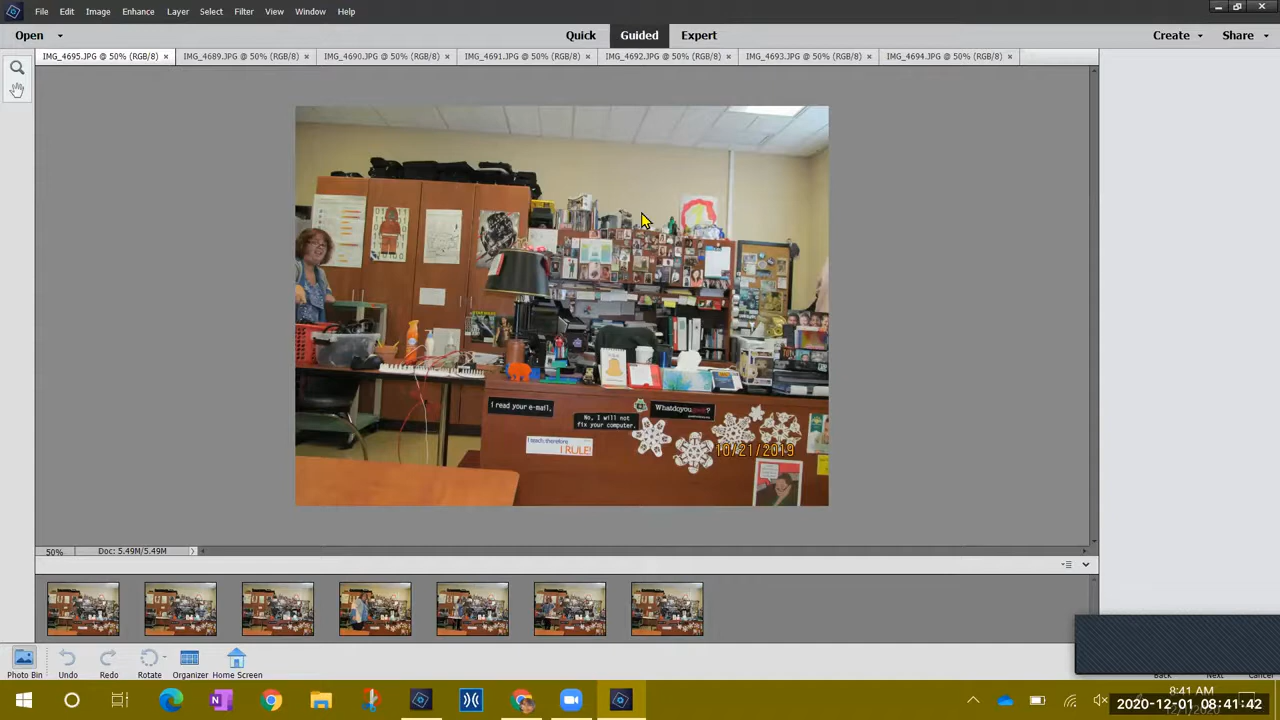 File Edit Image Enhance Layer Select Filter View Window Help
Open Quick Guided Expert Create Share
IMG_4695.JPG @ 50% (RGB/8) × IMG_4689.JPG @ 50% (RGB/8) × IMG_4690.JPG @ 50% (RGB/8) × IMG_4691.JPG @ 50% (RGB/8) × IMG_4692.JPG @ 50% (RGB/8) × IMG_4693.JPG @ 50% (RGB/8) × IMG_4694.JPG @ 50% (RGB/8) ×
i read your e-mail.
No, I will not
fix your computer.
Whatdoyou ?
I teach; therefore
I RULE!
10/21/2019
50% Doc: 5.49M/5.49M
Photo Bin Undo Redo Rotate Organizer Home Screen
Back Next Cancel
8:41 AM
2020-12-01 08:41:42